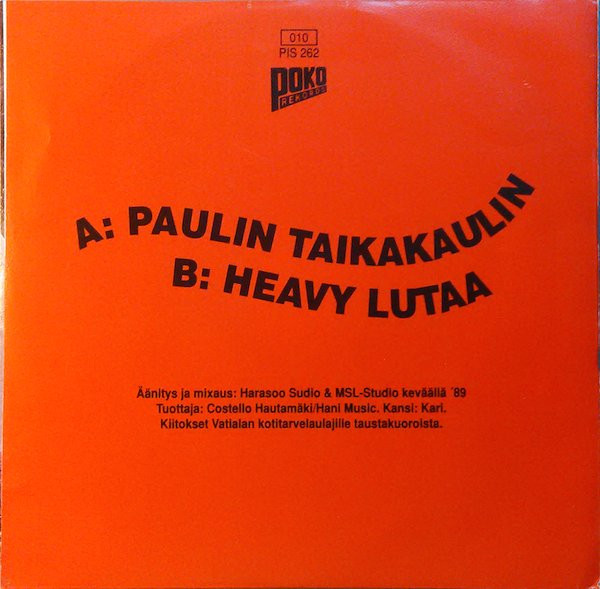 010
PIS 262
POKO
REKORDS
A: PAULIN TAIKAKAULIN
B: HEAVY LUTAA
Äänitys ja mixaus: Harasoo Sudio & MSL-Studio keväällä ´89
Tuottaja: Costello Hautamäki/Hani Music. Kansi: Kari.
Kiitokset Vatialan kotitarvelaulajille taustakuoroista.